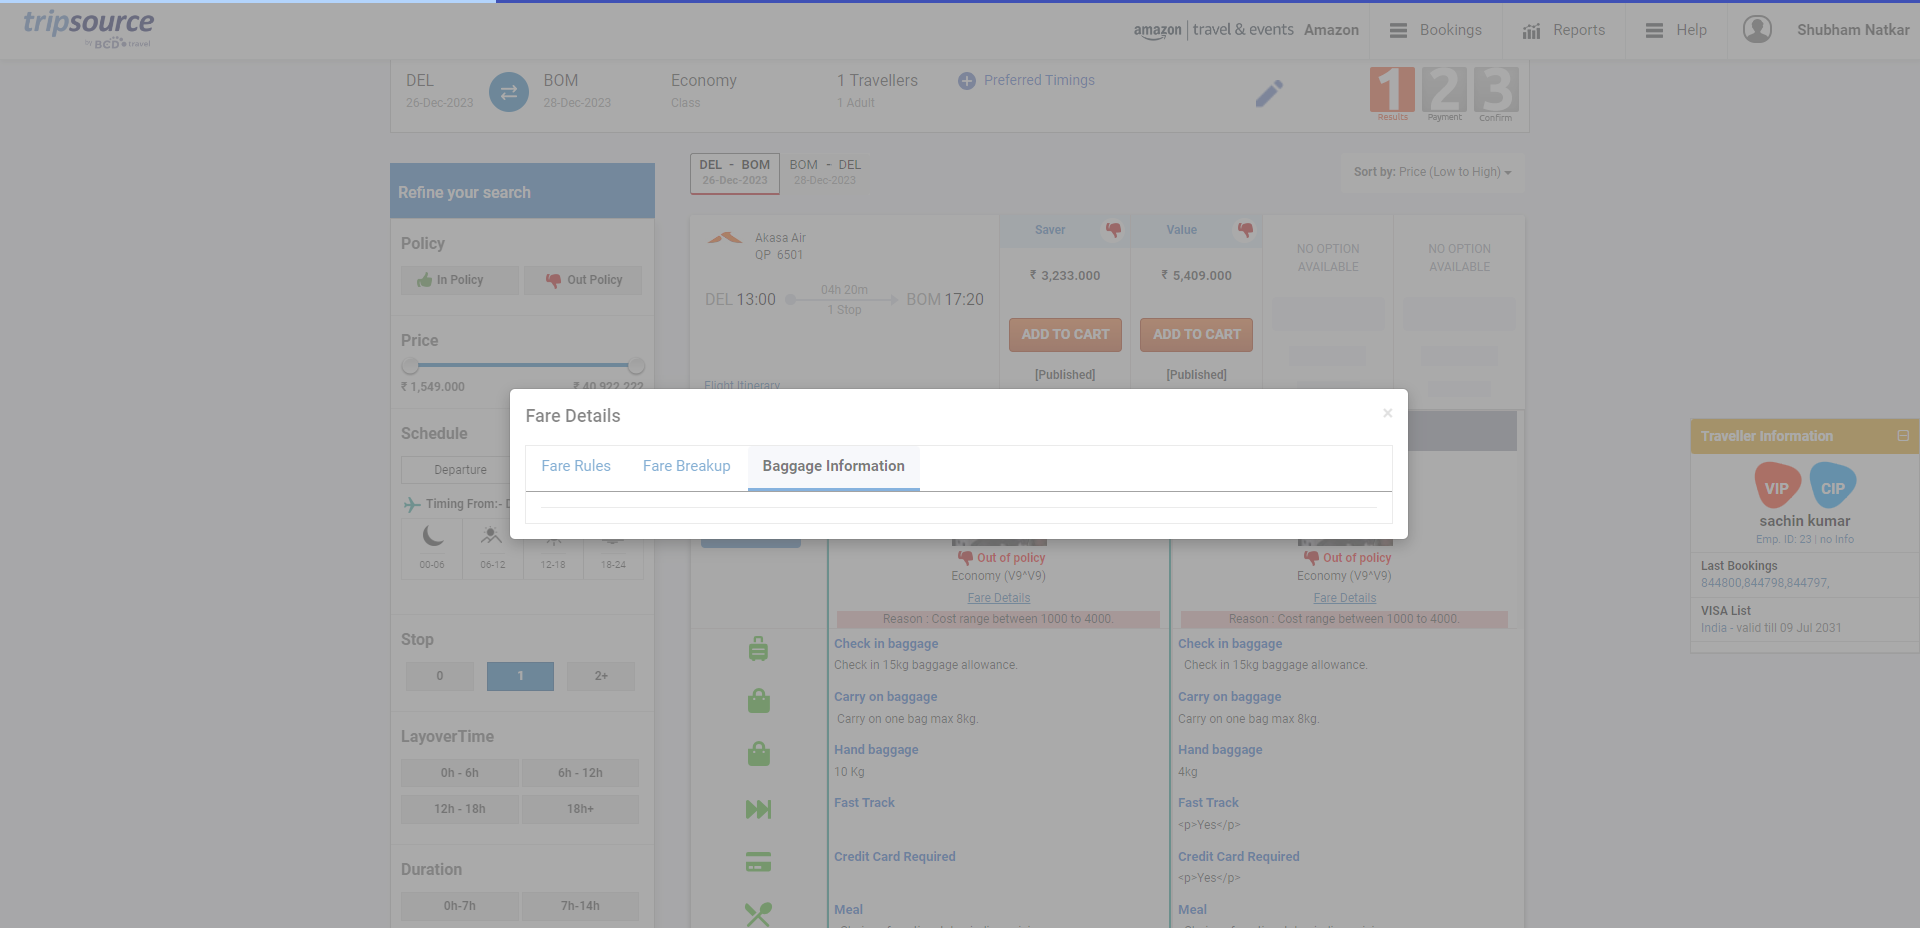 tripsource
by BCD travel
amazon | travel & events Amazon
Bookings
Reports
Help
Shubham Natkar
DEL
26-Dec-2023
BOM
28-Dec-2023
Economy
Class
1 Travellers
1 Adult
Preferred Timings
1 2 3
Results Payment Confirm
Refine your search
DEL - BOM
26-Dec-2023
BOM - DEL
28-Dec-2023
Sort by: Price (Low to High)
Policy
In Policy
Out Policy
Price
₹ 1,549.000
₹ 40,922.222
Schedule
Departure
Timing From:-
00-06
06-12
12-18
18-24
Stop
0
1
2+
LayoverTime
0h - 6h
6h - 12h
12h - 18h
18h+
Duration
0h-7h
7h-14h
Akasa Air
QP 6501
DEL 13:00
04h 20m
1 Stop
BOM 17:20
Flight Itinerary
Saver
₹ 3,233.000
ADD TO CART
[Published]
Value
₹ 5,409.000
ADD TO CART
[Published]
NO OPTION
AVAILABLE
NO OPTION
AVAILABLE
Fare Details
×
Fare Rules
Fare Breakup
Baggage Information
Out of policy
Economy (V9^V9)
Fare Details
Reason : Cost range between 1000 to 4000.
Out of policy
Economy (V9^V9)
Fare Details
Reason : Cost range between 1000 to 4000.
Check in baggage
Check in 15kg baggage allowance.
Check in baggage
Check in 15kg baggage allowance.
Carry on baggage
Carry on one bag max 8kg.
Carry on baggage
Carry on one bag max 8kg.
Hand baggage
10 Kg
Hand baggage
4kg
Fast Track
Fast Track
<p>Yes</p>
Credit Card Required
Credit Card Required
<p>Yes</p>
Meal
Meal
Traveller Information
VIP
CIP
sachin kumar
Emp. ID: 23 | no Info
Last Bookings
844800,844798,844797,
VISA List
India - valid till 09 Jul 2031